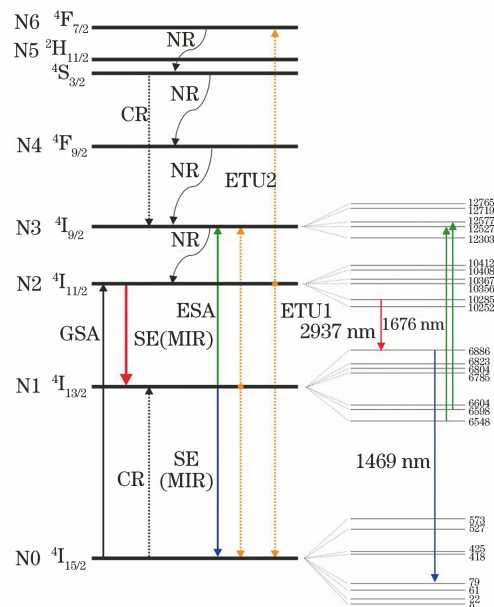 N6 ⁴F₇/₂
NR
N5 ²H₁₁/₂
⁴S₃/₂
NR
CR
N4 ⁴F₉/₂
NR
ETU2
N3 ⁴I₉/₂
NR
N2 ⁴I₁₁/₂
GSA
SE(MIR)
ESA
ETU1
N1 ⁴I₁₃/₂
CR
SE
(MIR)
N0 ⁴I₁₅/₂
12765
12719
12577
12527
12303
10412
10408
10367
10356
10285
10252
2937 nm
1676 nm
6886
6823
6804
6785
6604
6598
6548
1469 nm
573
527
425
418
79
61
22
0